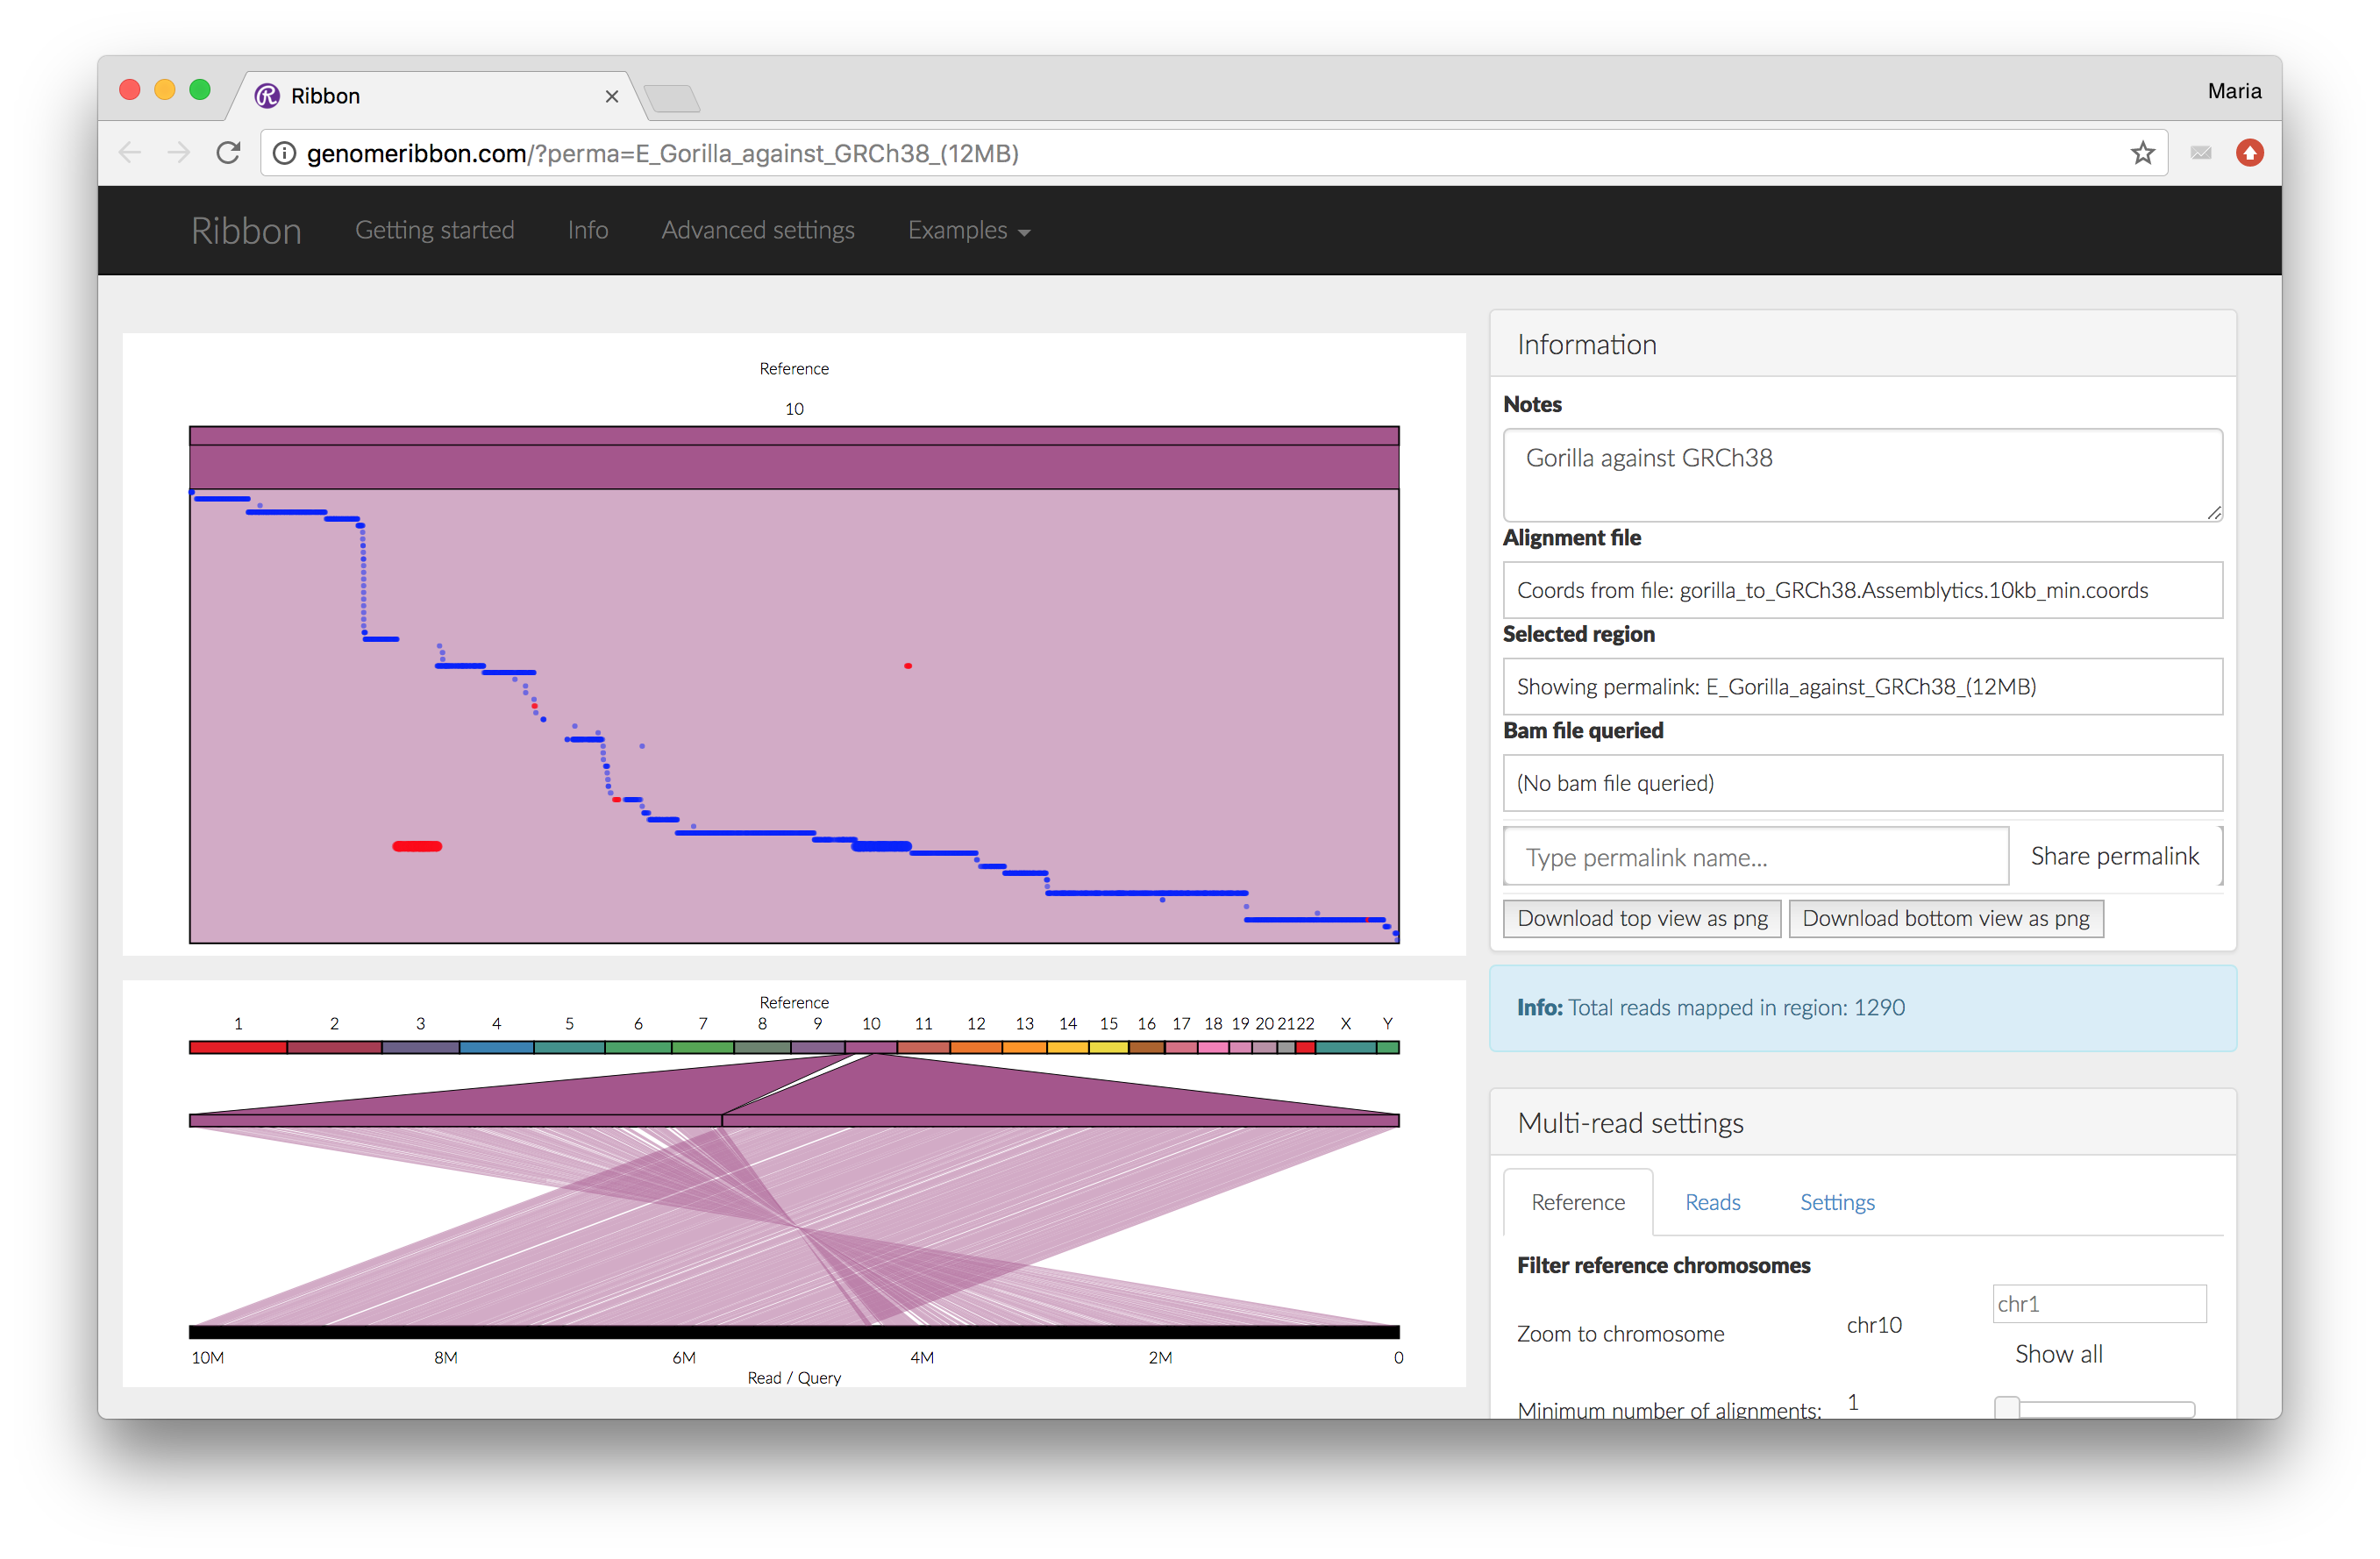 Ribbon
Maria
genomeribbon.com/?perma=E_Gorilla_against_GRCh38_(12MB)
Ribbon Getting started Info Advanced settings Examples
Reference
10
Reference
1 2 3 4 5 6 7 8 9 10 11 12 13 14 15 16 17 18 19 20 21 22 X Y
10M 8M 6M 4M 2M 0
Read / Query
Information
Notes
Gorilla against GRCh38
Alignment file
Coords from file: gorilla_to_GRCh38.Assemblytics.10kb_min.coords
Selected region
Showing permalink: E_Gorilla_against_GRCh38_(12MB)
Bam file queried
(No bam file queried)
Type permalink name... Share permalink
Download top view as png Download bottom view as png
Info: Total reads mapped in region: 1290
Multi-read settings
Reference Reads Settings
Filter reference chromosomes
Zoom to chromosome chr10 chr1
Show all
Minimum number of alignments: 1